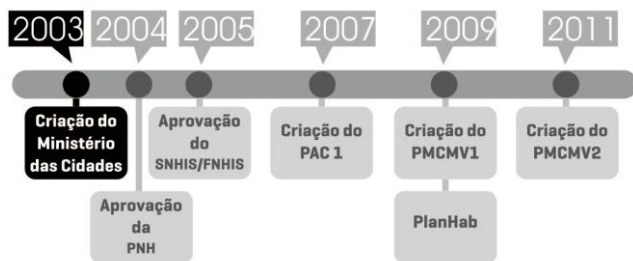 2003 2004 2005 2007 2009 2011
Criação do
Ministério
das Cidades
Aprovação
da
PNH
Aprovação
do
SNHIS/FNHIS
Criação do
PAC 1
Criação do
PMCMV1
PlanHab
Criação do
PMCMV2